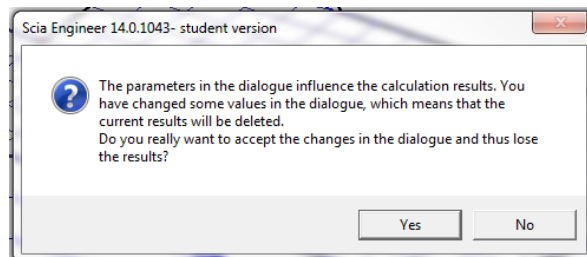 Scia Engineer 14.0.1043- student version
The parameters in the dialogue influence the calculation results. You
have changed some values in the dialogue, which means that the
current results will be deleted.
Do you really want to accept the changes in the dialogue and thus lose
the results?
Yes
No